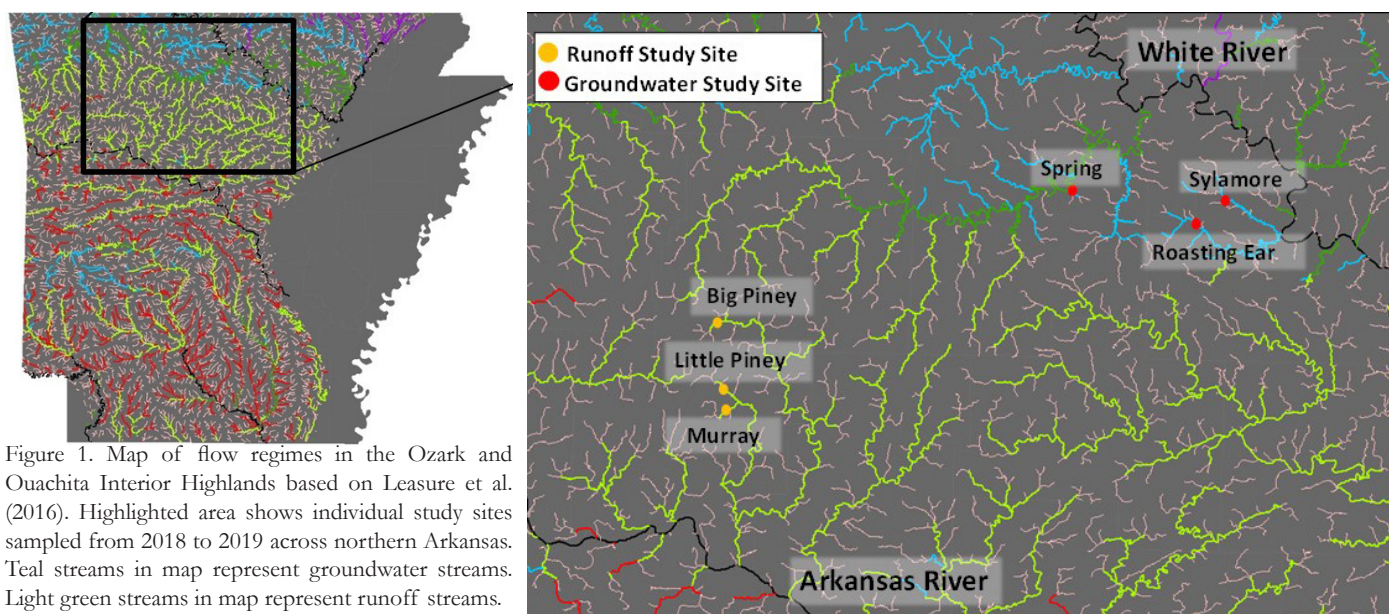 Runoff Study Site
Groundwater Study Site
White River
Spring
Sylamore
Roasting Ear
Big Piney
Little Piney
Murray
Arkansas River
Figure 1. Map of flow regimes in the Ozark and
Ouachita Interior Highlands based on Leasure et al.
(2016). Highlighted area shows individual study sites
sampled from 2018 to 2019 across northern Arkansas.
Teal streams in map represent groundwater streams.
Light green streams in map represent runoff streams.